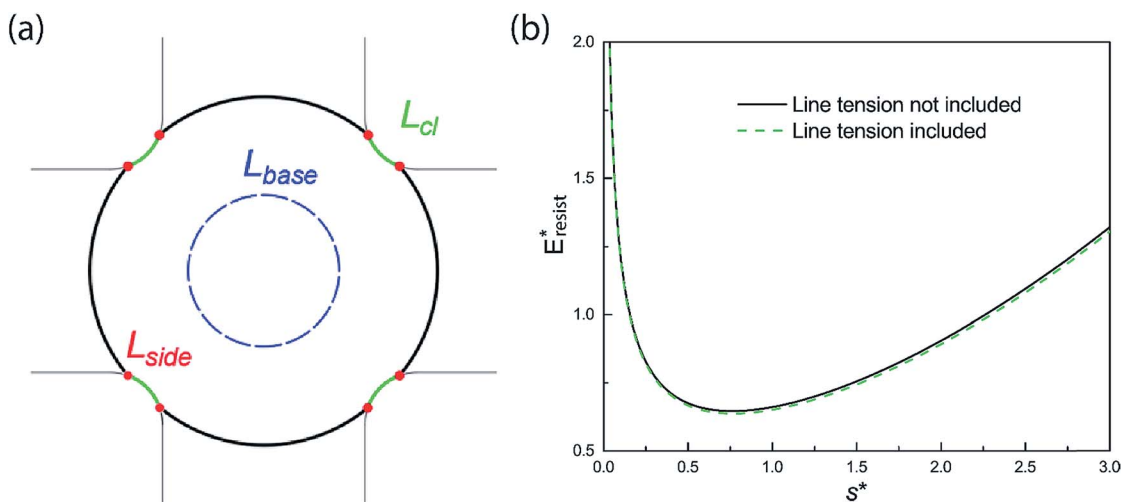 (a)
L_cl
L_base
L_side
(b)
2.0
1.5
1.0
0.5
E*resist
Line tension not included
Line tension included
0.0 0.5 1.0 1.5 2.0 2.5 3.0
s*